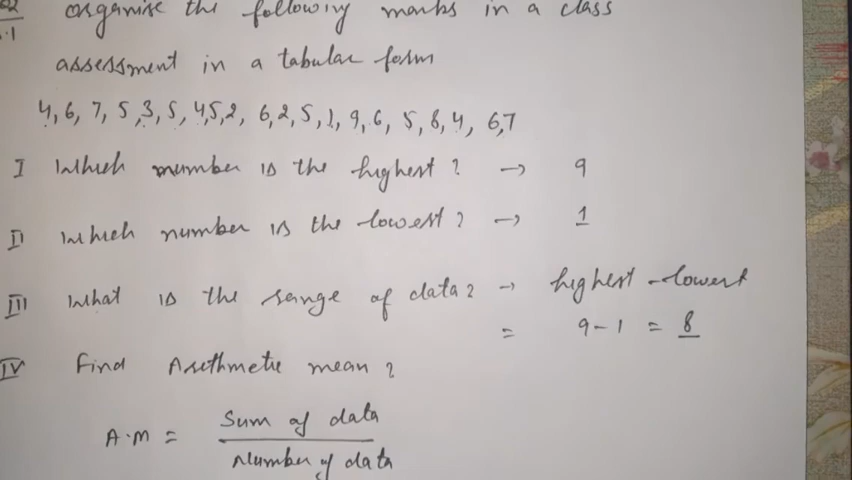 organise the following marks in a class
assessment in a tabular form
4, 6, 7, 5, 3, 5, 4, 5, 2, 6, 2, 5, 1, 9, 6, 5, 8, 4, 6, 7
I Which number is the highest? → 9
II Which number is the lowest? → 1
III What is the range of data? → highest - lowest
= 9 - 1 = 8
IV Find Arithmetic mean?
A.M = Sum of data
Number of data